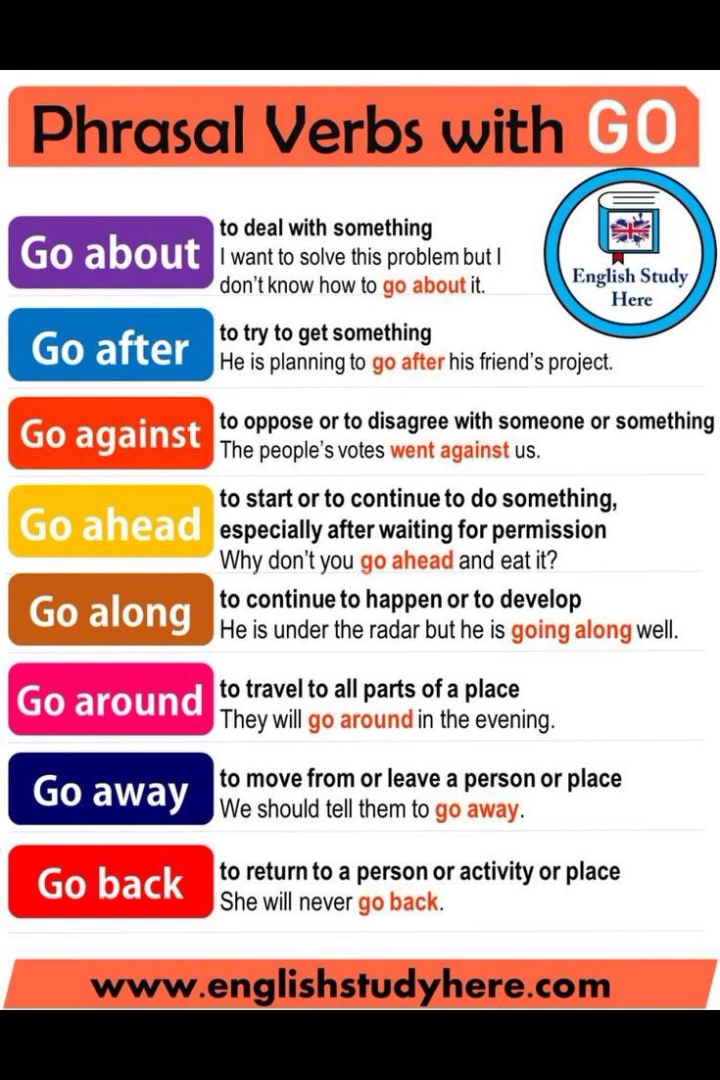 Phrasal Verbs with GO
English Study
Here
Go about
to deal with something
I want to solve this problem but I
don't know how to go about it.
Go after
to try to get something
He is planning to go after his friend's project.
Go against
to oppose or to disagree with someone or something
The people's votes went against us.
Go ahead
to start or to continue to do something,
especially after waiting for permission
Why don't you go ahead and eat it?
Go along
to continue to happen or to develop
He is under the radar but he is going along well.
Go around
to travel to all parts of a place
They will go around in the evening.
Go away
to move from or leave a person or place
We should tell them to go away.
Go back
to return to a person or activity or place
She will never go back.
www.englishstudyhere.com